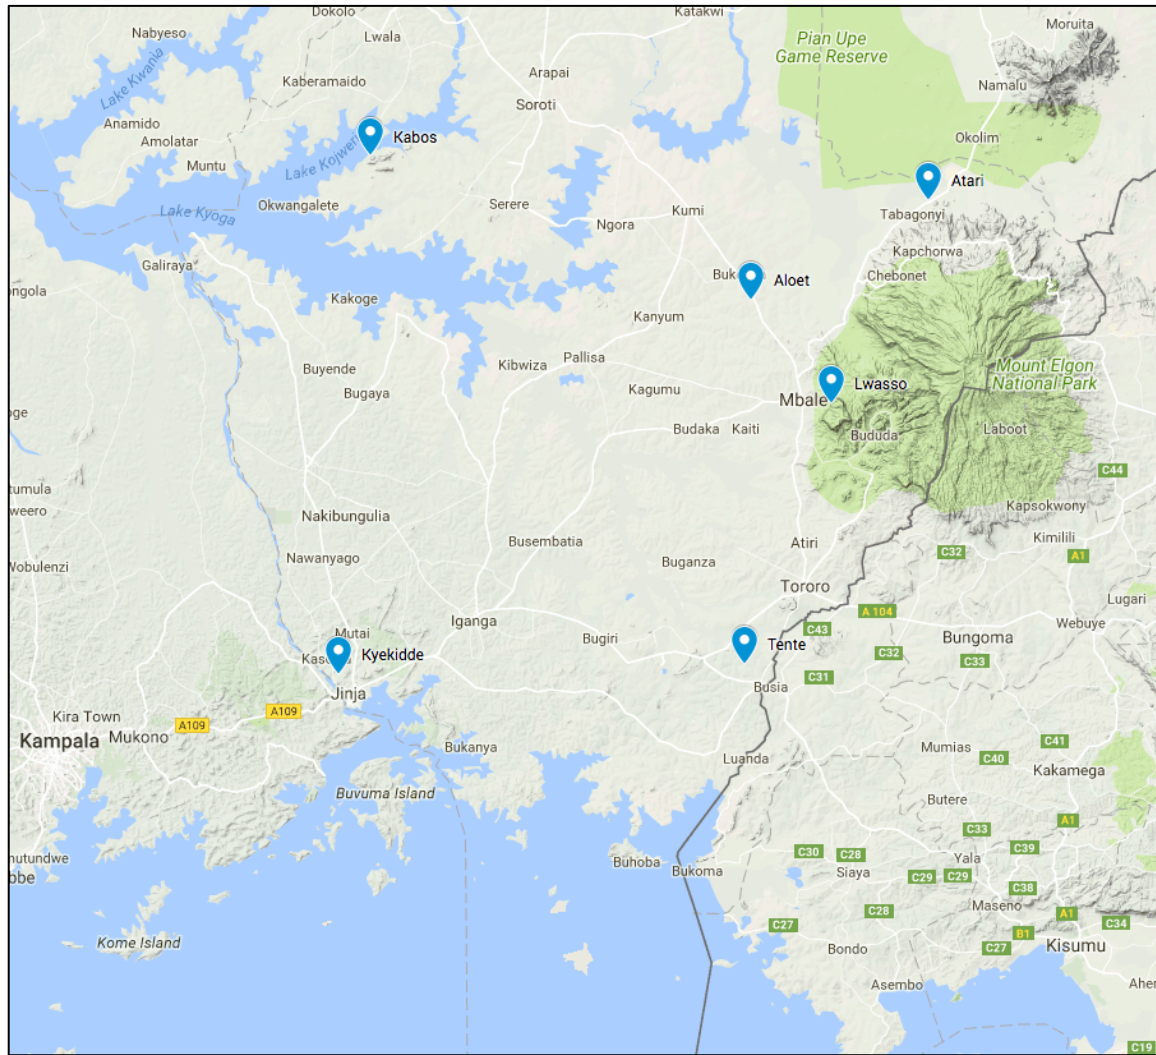 Dokolo
Katakwi
Nabyeso
Lwala
Moruita
Pian Upe
Game Reserve
Lake Kwania
Kaberamaido
Arapai
Namalu
Soroti
Anamido
Amolatar
Kabos
Okolim
Muntu
Lake Kojweri
Atari
Okwangalete
Serere
Kumi
Tabagonyi
Lake Kyoga
Ngora
Kapchorwa
Galiraya
Chebonet
Aloet
Kakoge
Kanyum
Buyende
Kibwiza
Pallisa
Mount Elgon
National Park
Bugaya
Kagumu
Lwasso
Mbale
Budaka
Kaiti
Bududa
Laboot
C44
Kapsokwony
Nakibungulia
Kimilili
Busembatia
Atiri
C32
A1
Nawanyago
Buganza
Wobulenzi
Tororo
Lugari
A 104
Iganga
Webuye
Mutai
Bugiri
C43
Bungoma
Kyekidde
Tente
C32
C33
C31
Busia
Jinja
Kira Town
A109
A109
Kampala
Mukono
Bukanya
Mumias
C41
Luanda
C40
Kakamega
Buvuma Island
Butere
A1
C33
C39
C30
C28
Yala
Buhoba
Bukoma
Siaya
C29
C29
C38
Maseno
C28
A1
C34
C27
B1
Kome Island
Bondo
C27
Kisumu
Asembo
C19